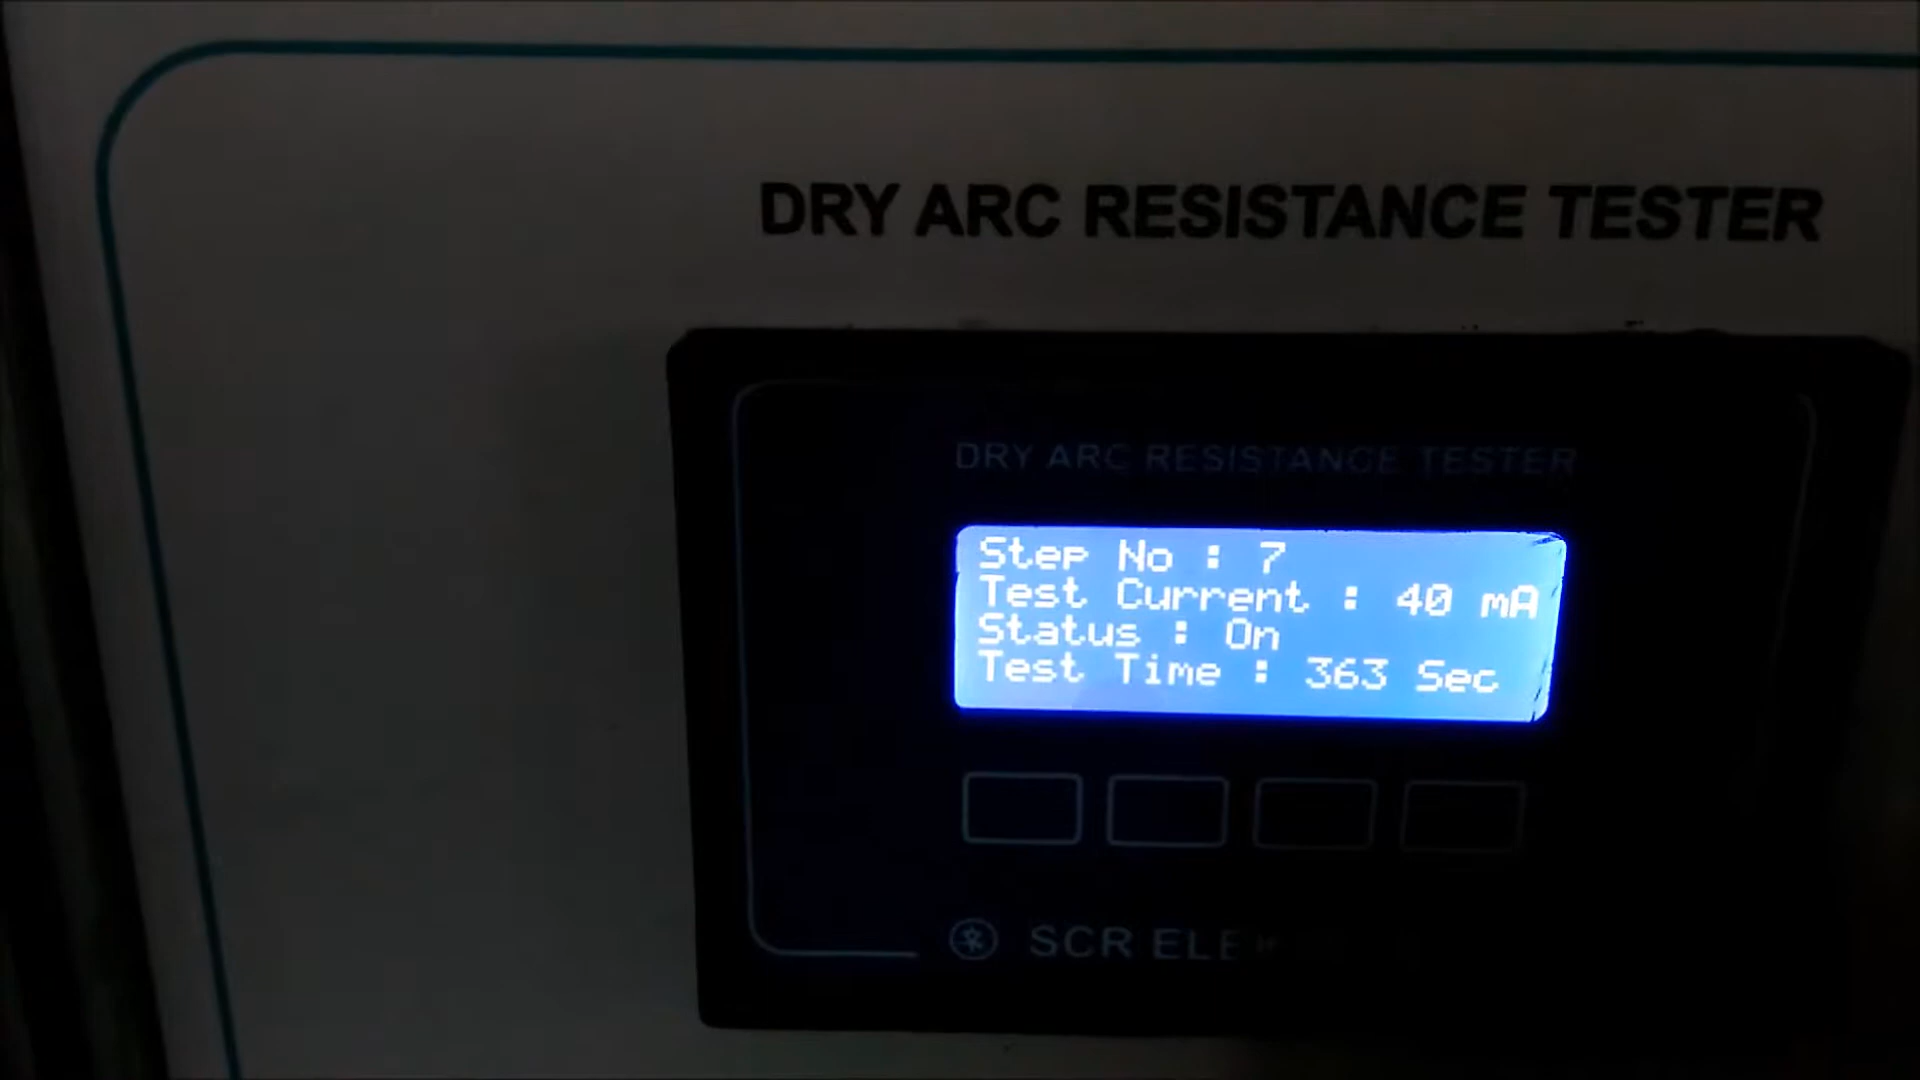 DRY ARC RESISTANCE TESTER
DRY ARC RESISTANCE TESTER
Step No : 7
Test Current : 40 mA
Status : On
Test Time : 363 Sec
SCR